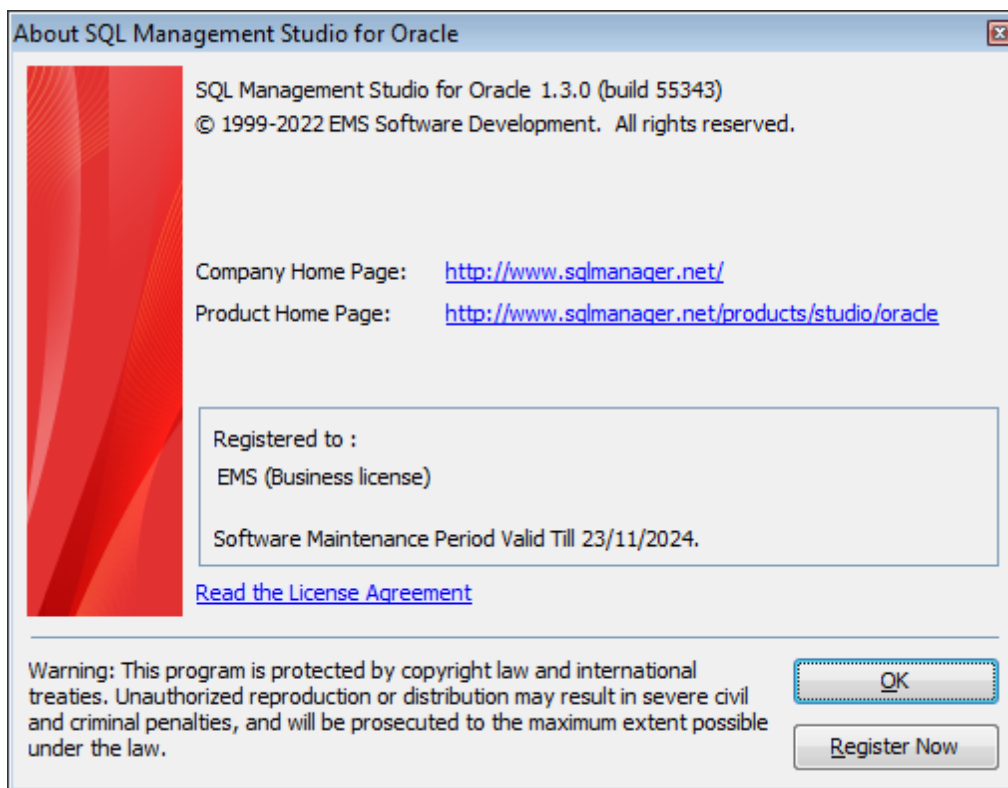 About SQL Management Studio for Oracle
SQL Management Studio for Oracle 1.3.0 (build 55343)
© 1999-2022 EMS Software Development. All rights reserved.
Company Home Page: http://www.sqlmanager.net/
Product Home Page: http://www.sqlmanager.net/products/studio/oracle
Registered to :
EMS (Business license)
Software Maintenance Period Valid Till 23/11/2024.
Read the License Agreement
Warning: This program is protected by copyright law and international
treaties. Unauthorized reproduction or distribution may result in severe civil
and criminal penalties, and will be prosecuted to the maximum extent possible
under the law.
OK
Register Now